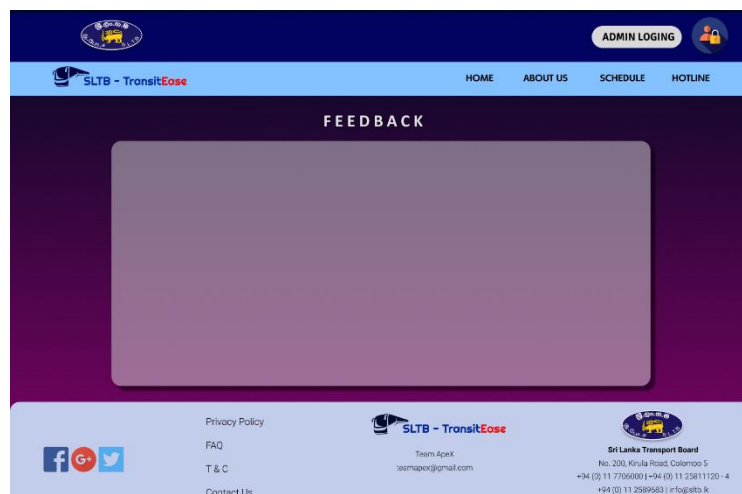 ADMIN LOGING
SLTB - TransitEase
HOME
ABOUT US
SCHEDULE
HOTLINE
FEEDBACK
Privacy Policy
FAQ
T & C
Contact Us
SLTB - TransitEase
Team ApeX
teamapex@gmail.com
Sri Lanka Transport Board
No. 200, Kirula Road, Colombo 5
+94 (0) 11 7706000 | +94 (0) 11 25811120 - 4
+94 (0) 11 2589683 | info@sltb.lk